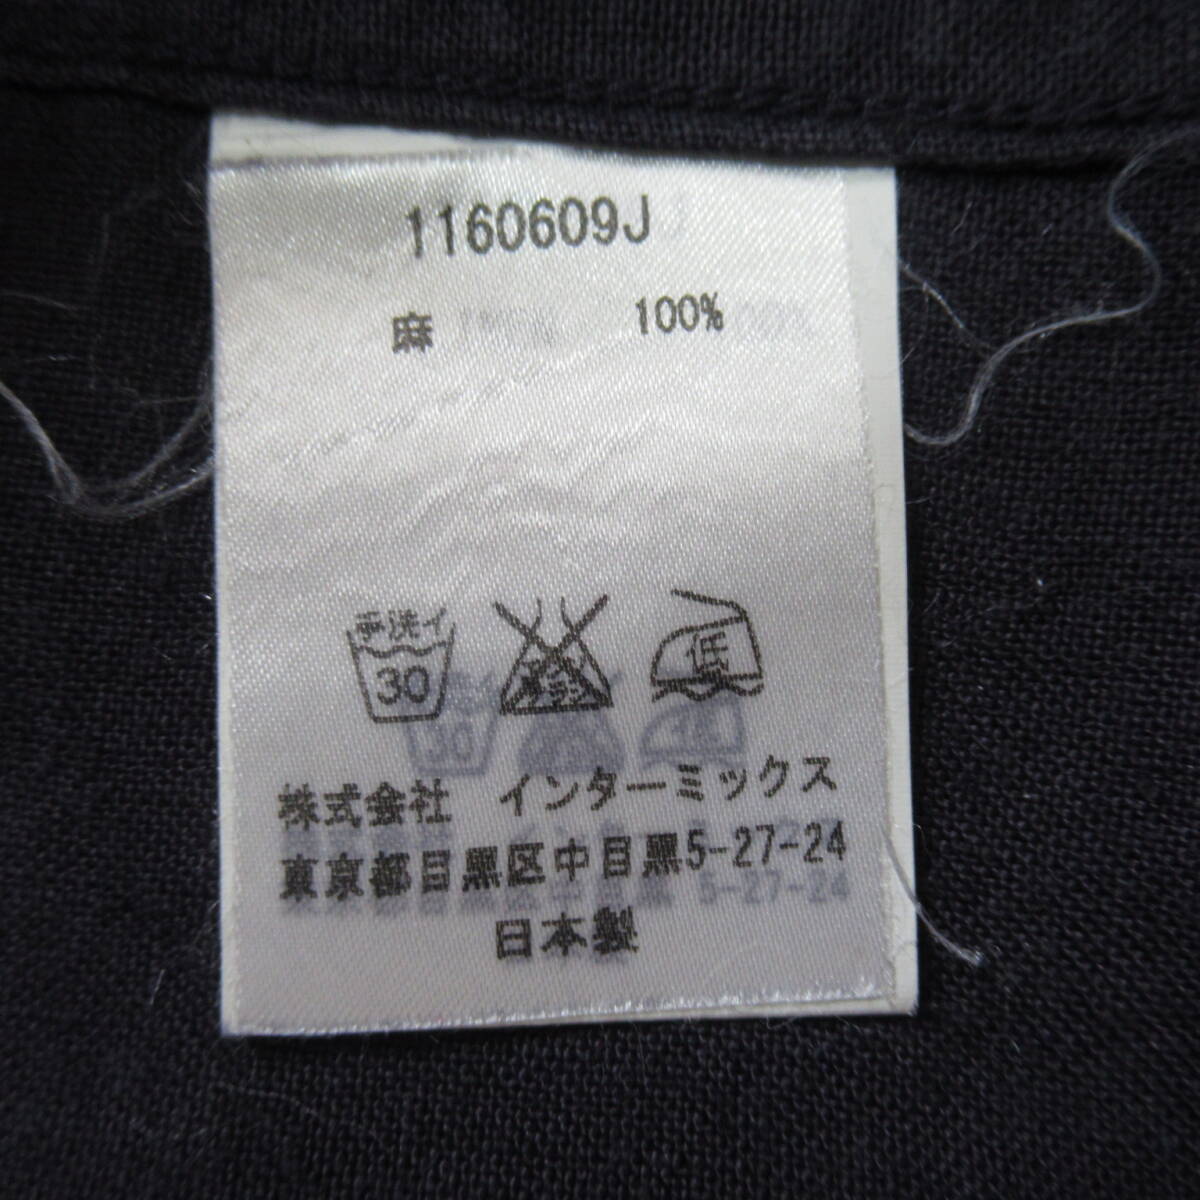 1160609J
麻 100%
手洗イ 30 低
株式会社 インターミックス
東京都目黒区中目黒5-27-24
日本製